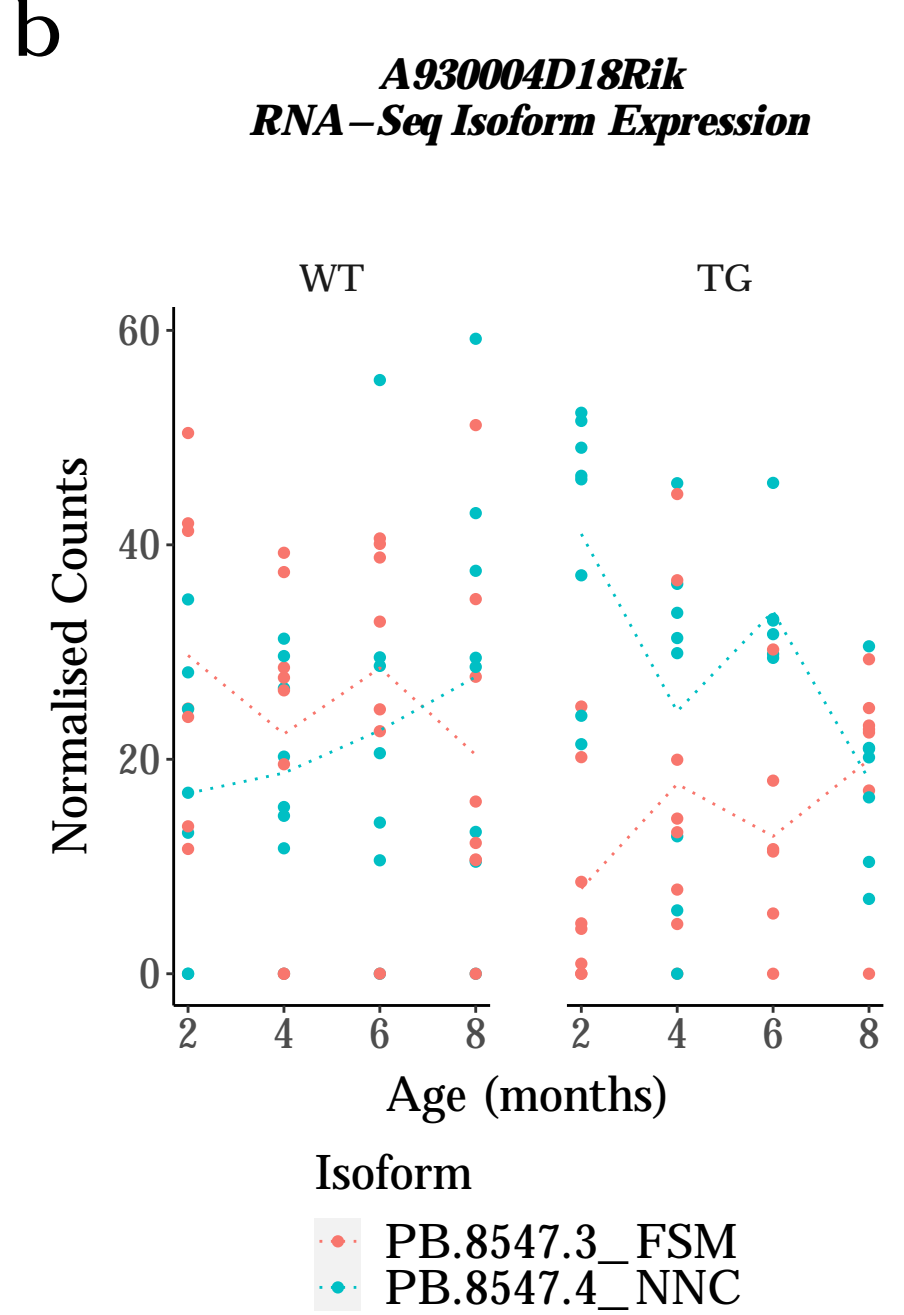 b
A930004D18Rik
RNA−Seq Isoform Expression
WT TG
Normalised Counts
60
40
20
0
2 4 6 8 2 4 6 8
Age (months)
Isoform
PB.8547.3_FSM
PB.8547.4_NNC